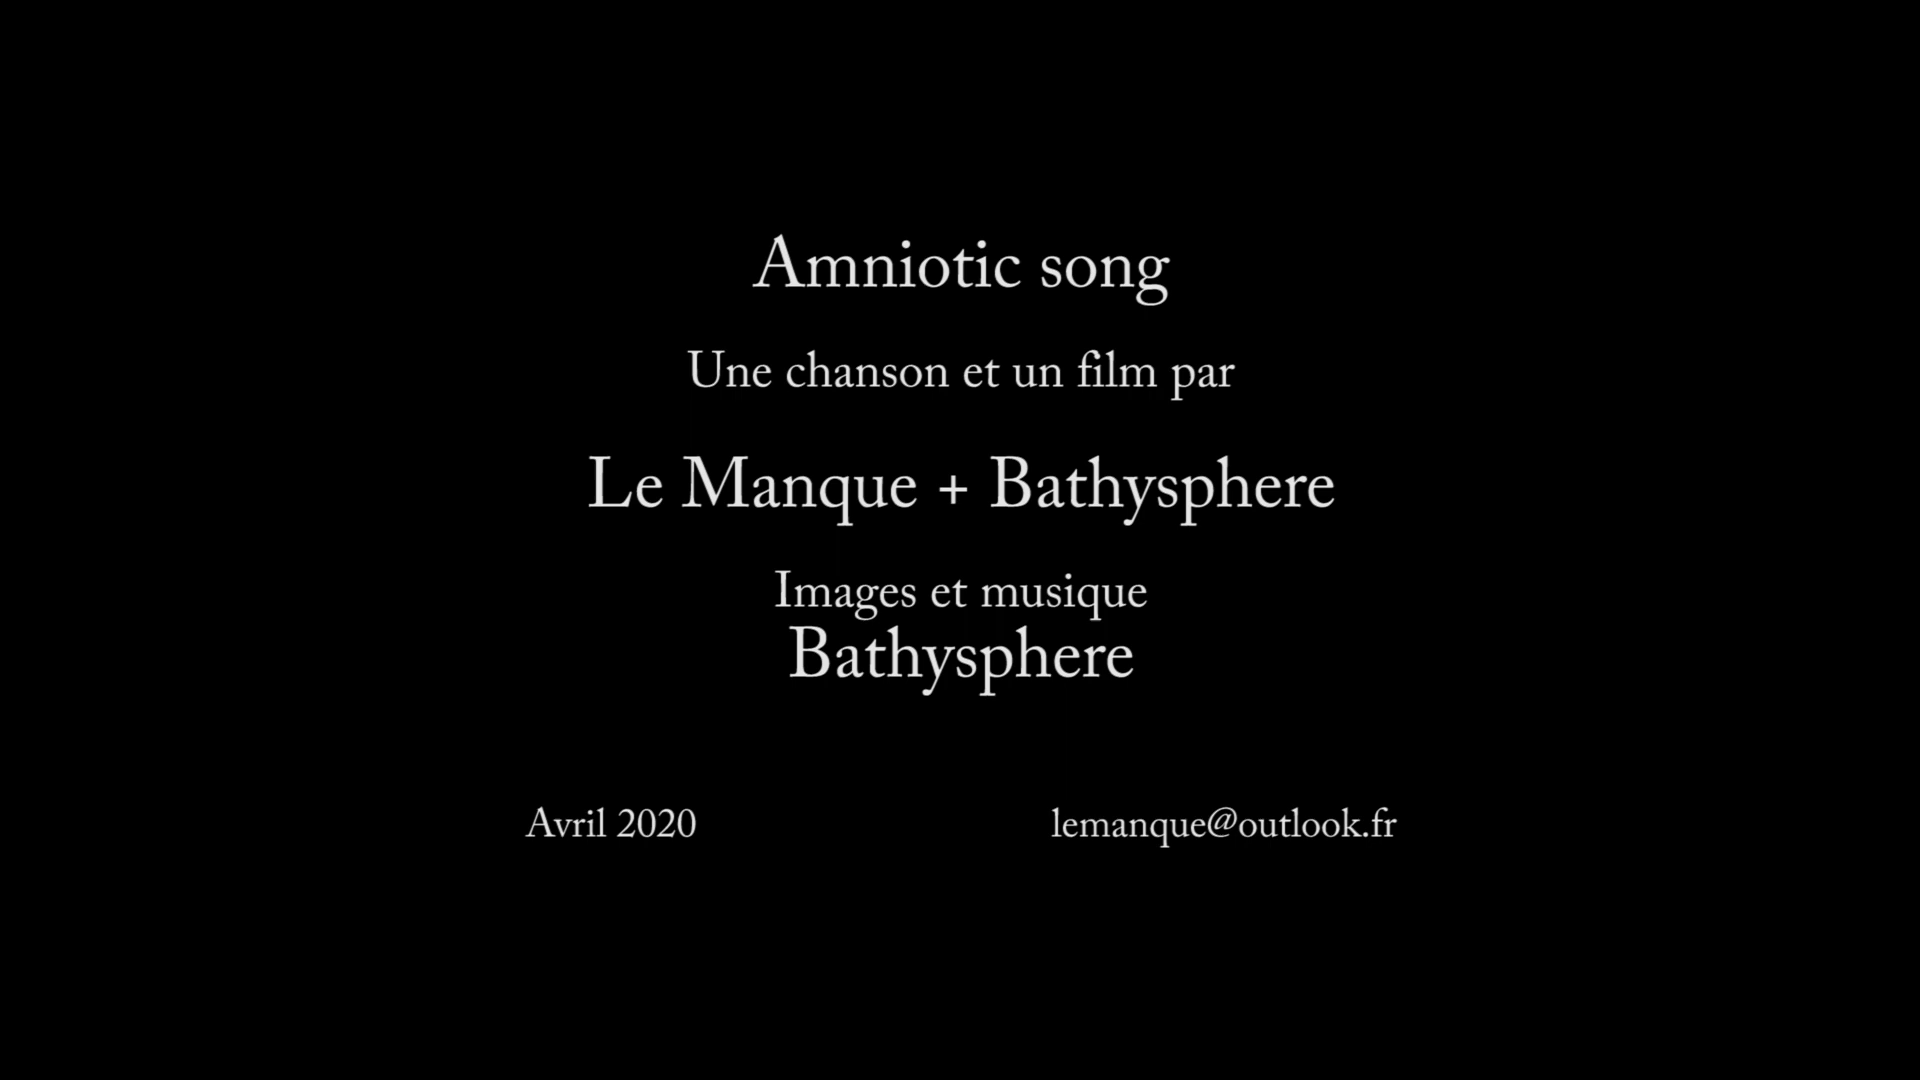 Amniotic song
Une chanson et un film par
Le Manque + Bathysphere
Images et musique
Bathysphere
Avril 2020
lemanque@outlook.fr